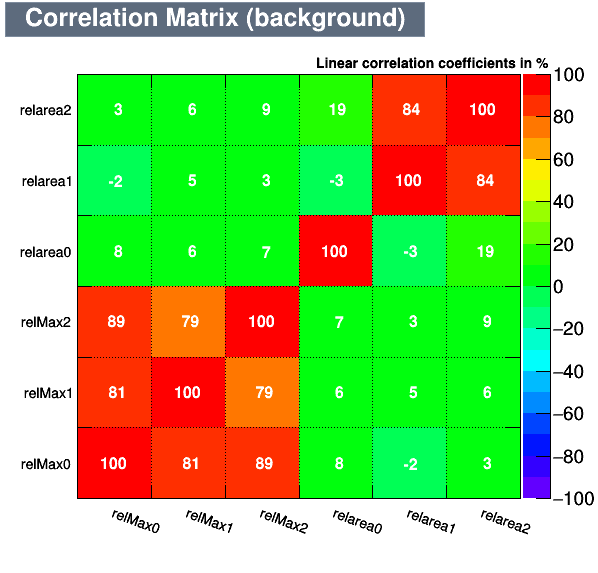 Correlation Matrix (background)
Linear correlation coefficients in %
relarea2 3 6 9 19 84 100
relarea1 -2 5 3 -3 100 84
relarea0 8 6 7 100 -3 19
relMax2 89 79 100 7 3 9
relMax1 81 100 79 6 5 6
relMax0 100 81 89 8 -2 3
relMax0 relMax1 relMax2 relarea0 relarea1 relarea2
100
80
60
40
20
0
−20
−40
−60
−80
−100